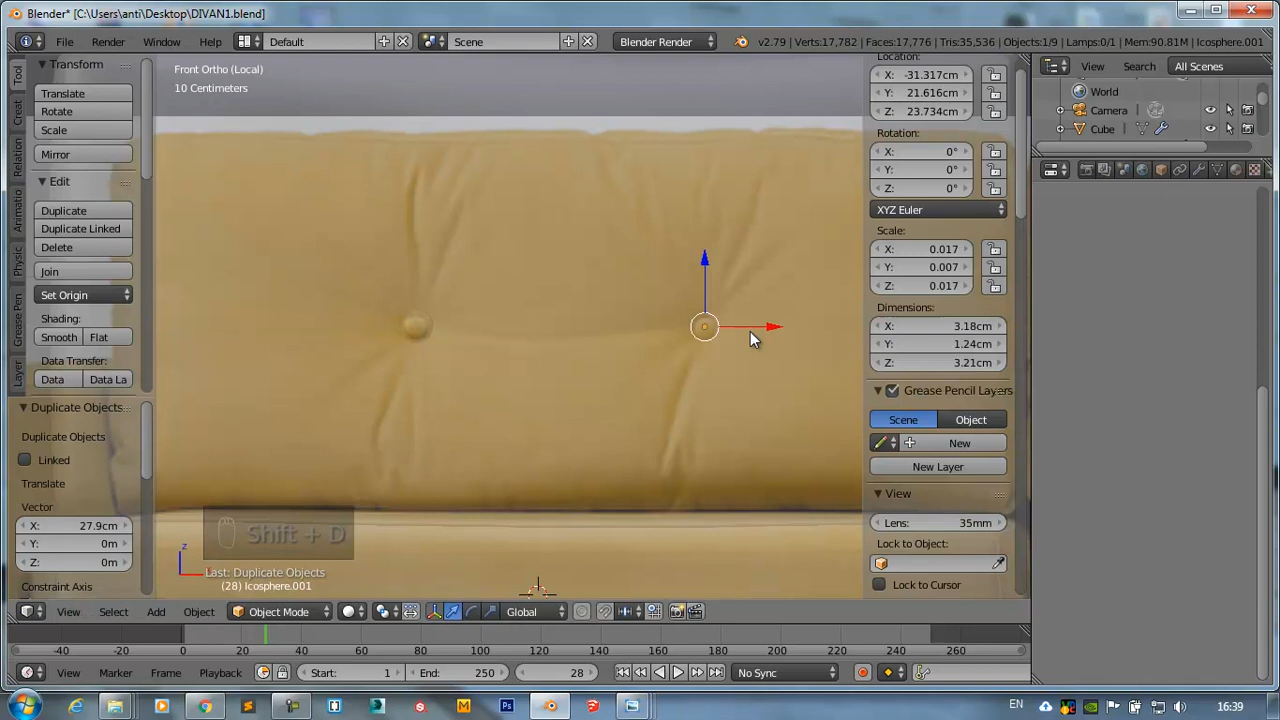 Blender* [C:\Users\anti\Desktop\DIVAN1.blend]
File Render Window Help Default Scene Blender Render v2.79 | Verts:17,782 | Faces:17,776 | Tris:35,536 | Objects:1/9 | Lamps:0/1 | Mem:90.81M | Icosphere.001
Transform
Translate
Rotate
Scale
Mirror
Edit
Duplicate
Duplicate Linked
Delete
Join
Set Origin
Shading:
Smooth Flat
Data Transfer:
Data Data La
Duplicate Objects
Duplicate Objects
Linked
Translate
Vector
X: 27.9cm
Y: 0m
Z: 0m
Constraint Axis
Tool
Creat
Relation
Animatio
Physic
Grease Pen
Layer
Front Ortho (Local)
10 Centimeters
Shift + D
Last: Duplicate Objects
(28) Icosphere.001
z
Location:
X: -31.317cm
Y: 21.616cm
Z: 23.734cm
Rotation:
X: 0°
Y: 0°
Z: 0°
XYZ Euler
Scale:
X: 0.017
Y: 0.007
Z: 0.017
Dimensions:
X: 3.18cm
Y: 1.24cm
Z: 3.21cm
Grease Pencil Layers
Scene Object
New
New Layer
View
Lens: 35mm
Lock to Object:
Lock to Cursor
View Search All Scenes
World
Camera
Cube
View Select Add Object Object Mode Global
-40 -20 0 20 40 60 80 100 120 140 160 180 200 220 240 260
View Marker Frame Playback Start: 1 End: 250 28 No Sync
EN 16:39